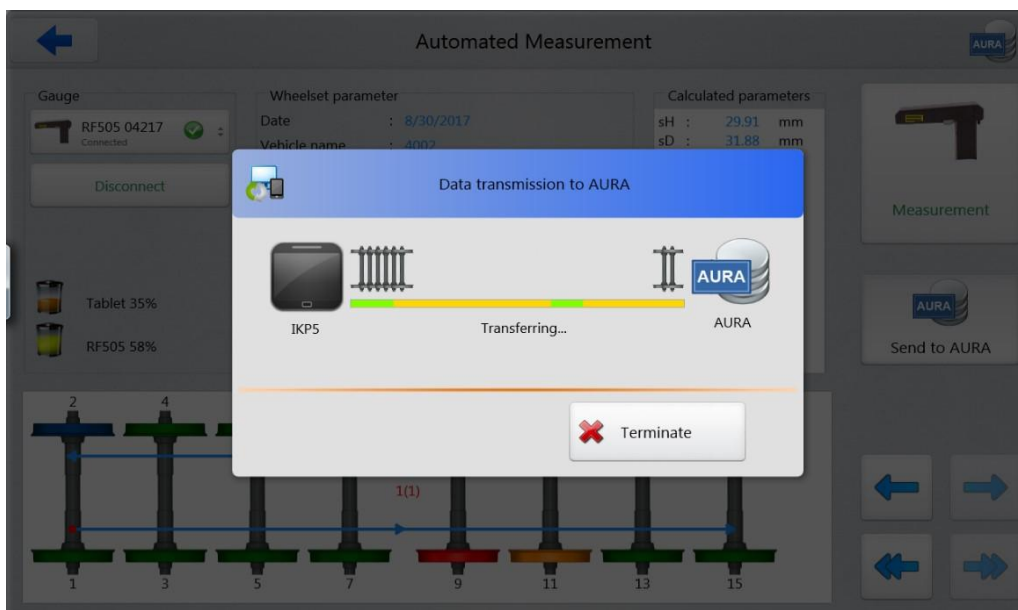 Automated Measurement
AURA
Gauge
Wheelset parameter
Calculated parameters
RF505 04217
Connected
Date : 8/30/2017
Vehicle name : 4002
sH : 29.91 mm
sD : 31.88 mm
Disconnect
Data transmission to AURA
Measurement
AURA
IKP5
Transferring...
AURA
Tablet 35%
RF505 58%
AURA
Send to AURA
Terminate
2 4
1(1)
1 3 5 7 9 11 13 15